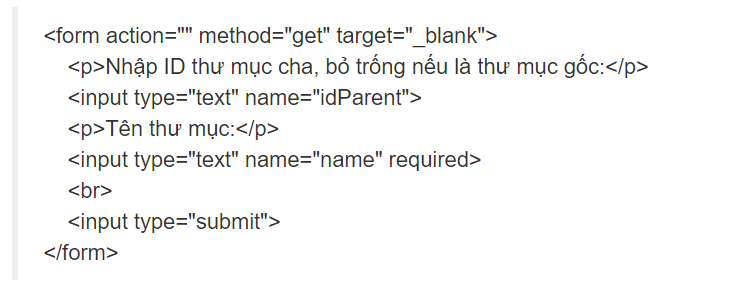 <form action="" method="get" target="_blank">
<p>Nhập ID thư mục cha, bỏ trống nếu là thư mục gốc:</p>
<input type="text" name="idParent">
<p>Tên thư mục:</p>
<input type="text" name="name" required>
<br>
<input type="submit">
</form>